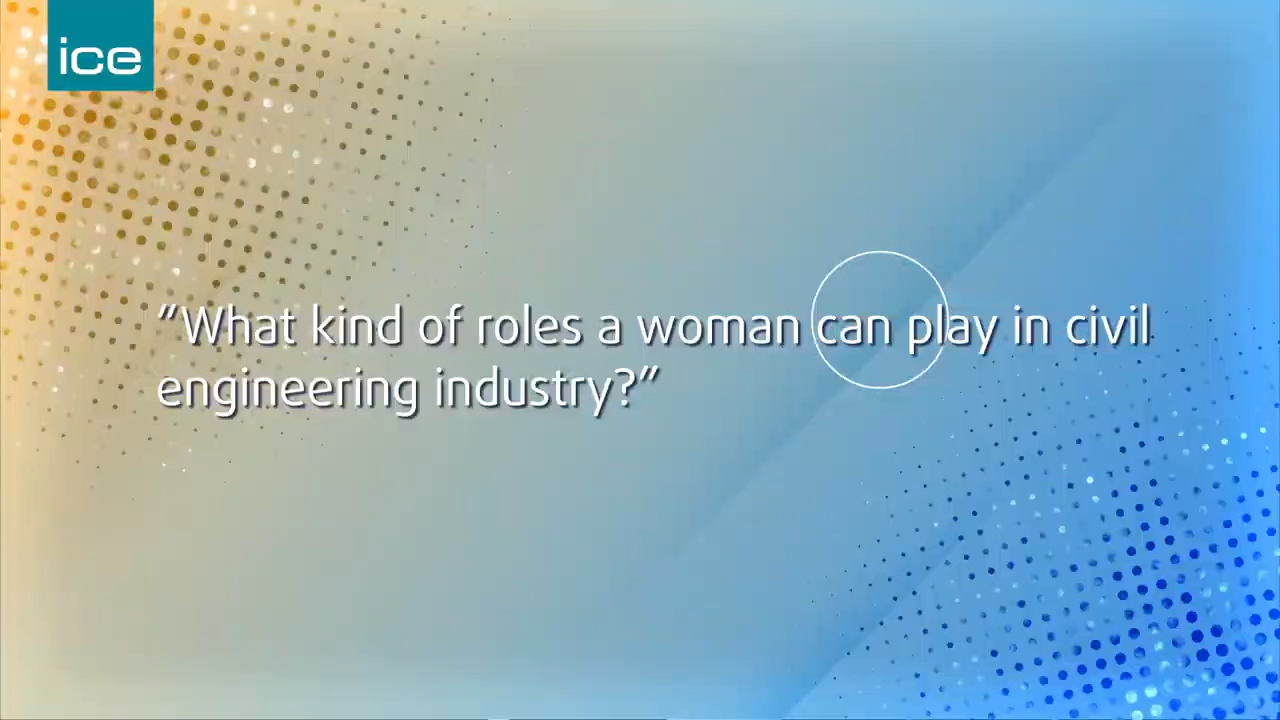 ice
"What kind of roles a woman can play in civil
engineering industry?"